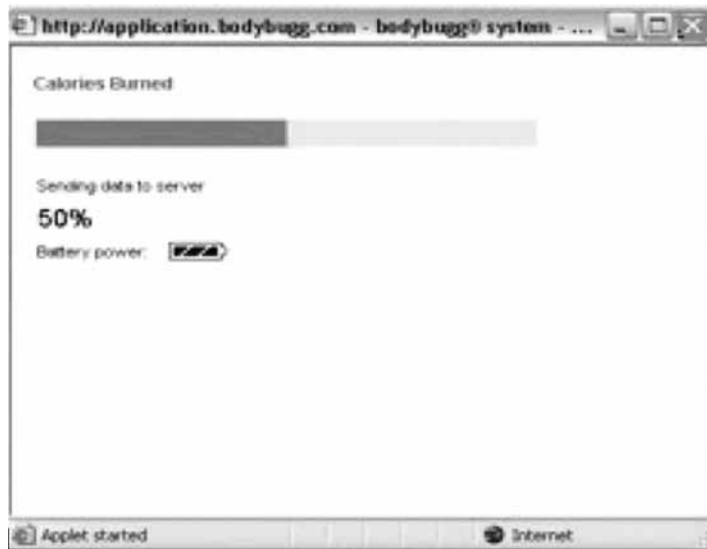 http://application.bodybugg.com - bodybugg® system - ...
Calories Burned
Sending data to server
50%
Battery power:
Applet started
Internet